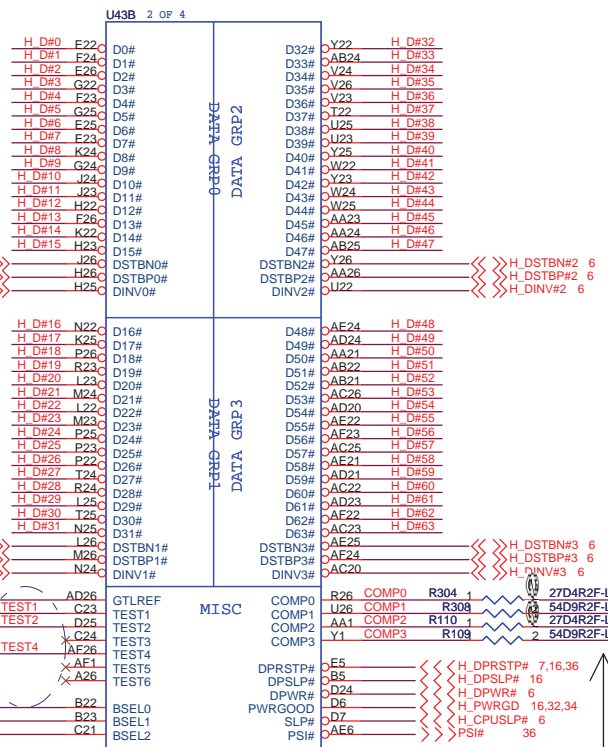 U43B 2 OF 4
H_D#0 E22 D0# D32# Y22 H_D#32
H_D#1 F24 D1# D33# AB24 H_D#33
H_D#2 E26 D2# D34# V24 H_D#34
H_D#3 G22 D3# D35# V26 H_D#35
H_D#4 F23 D4# D36# V23 H_D#36
H_D#5 G25 D5# D37# T22 H_D#37
H_D#6 E25 D6# D38# U25 H_D#38
H_D#7 E23 D7# D39# U23 H_D#39
H_D#8 K24 D8# D40# Y25 H_D#40
H_D#9 G24 D9# D41# W22 H_D#41
H_D#10 J24 D10# D42# Y23 H_D#42
H_D#11 J23 D11# D43# W24 H_D#43
H_D#12 H22 D12# D44# W25 H_D#44
H_D#13 F26 D13# D45# AA23 H_D#45
H_D#14 K22 D14# D46# AA24 H_D#46
H_D#15 H23 D15# D47# AB25 H_D#47
J26 DSTBN0# DSTBN2# Y26 H_DSTBN#2 6
H26 DSTBP0# DSTBP2# AA26 H_DSTBP#2 6
H25 DINV0# DINV2# U22 H_DINV#2 6
DATA GRP0
DATA GRP2
H_D#16 N22 D16# D48# AE24 H_D#48
H_D#17 K25 D17# D49# AD24 H_D#49
H_D#18 P26 D18# D50# AA21 H_D#50
H_D#19 R23 D19# D51# AB22 H_D#51
H_D#20 L23 D20# D52# AB21 H_D#52
H_D#21 M24 D21# D53# AC26 H_D#53
H_D#22 L22 D22# D54# AD20 H_D#54
H_D#23 M23 D23# D55# AE22 H_D#55
H_D#24 P25 D24# D56# AF23 H_D#56
H_D#25 P23 D25# D57# AC25 H_D#57
H_D#26 P22 D26# D58# AE21 H_D#58
H_D#27 T24 D27# D59# AD21 H_D#59
H_D#28 R24 D28# D60# AC22 H_D#60
H_D#29 L25 D29# D61# AD23 H_D#61
H_D#30 T25 D30# D62# AF22 H_D#62
H_D#31 N25 D31# D63# AC23 H_D#63
L26 DSTBN1# DSTBN3# AE25 H_DSTBN#3 6
M26 DSTBP1# DSTBP3# AF24 H_DSTBP#3 6
N24 DINV1# DINV3# AC20 H_DINV#3 6
DATA GRP1
DATA GRP3
MISC
AD26 GTLREF COMP0 R26 COMP0 R304 1 27D4R2F-L
TEST1 C23 TEST1 COMP1 U26 COMP1 R308 54D9R2F-L
TEST2 D25 TEST2 COMP2 AA1 COMP2 R110 1 27D4R2F-L
C24 TEST3 COMP3 Y1 COMP3 R109 2 54D9R2F-L
TEST4 AF26 TEST4
AF1 TEST5 DPRSTP# E5 H_DPRSTP# 7,16,36
A26 TEST6 DPSLP# B5 H_DPSLP# 16
DPWR# D24 H_DPWR# 6
B22 BSEL0 PWRGOOD D6 H_PWRGD 16,32,34
B23 BSEL1 SLP# D7 H_CPUSLP# 6
C21 BSEL2 PSI# AE6 PSI# 36